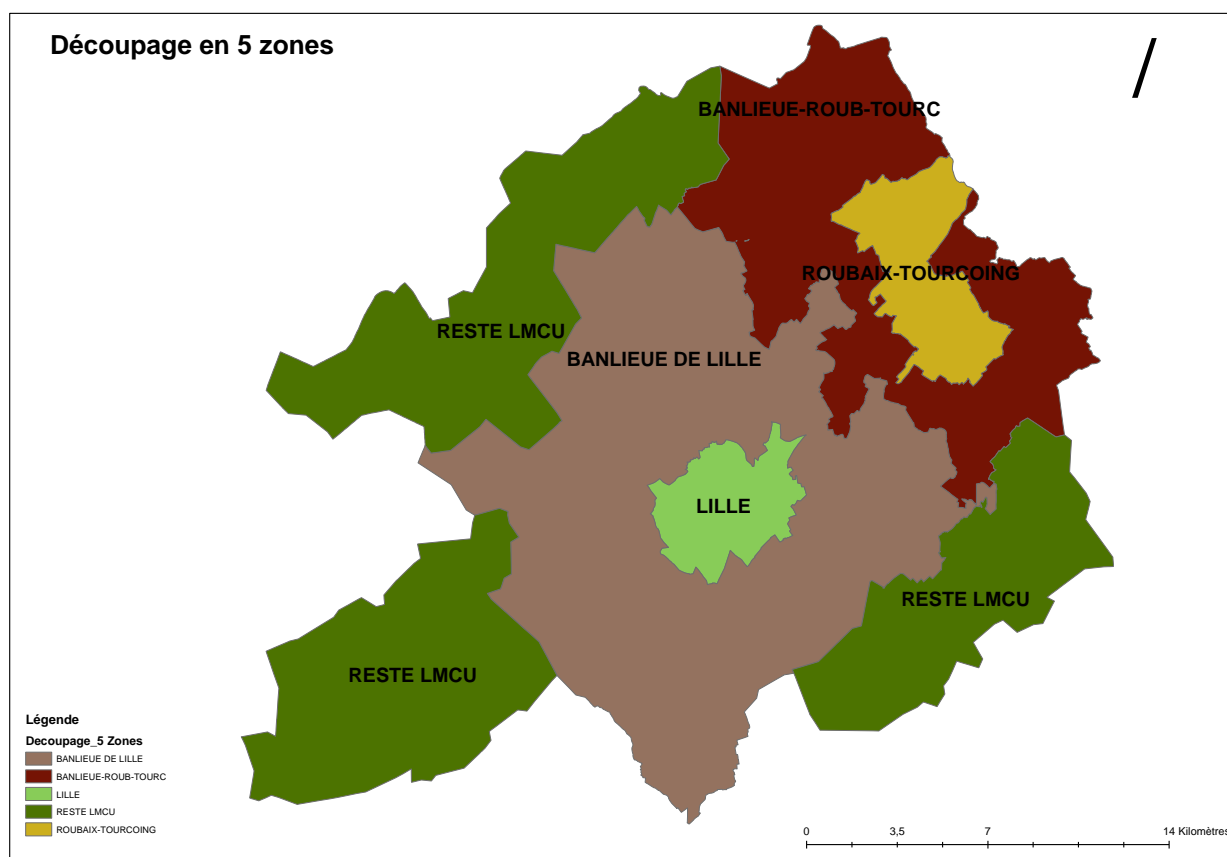 Découpage en 5 zones
BANLIEUE-ROUB-TOURC
ROUBAIX-TOURCOING
RESTE LMCU
BANLIEUE DE LILLE
LILLE
RESTE LMCU
RESTE LMCU
Légende
Decoupage_5 Zones
BANLIEUE DE LILLE
BANLIEUE-ROUB-TOURC
LILLE
RESTE LMCU
ROUBAIX-TOURCOING
0 3,5 7 14 Kilomètres